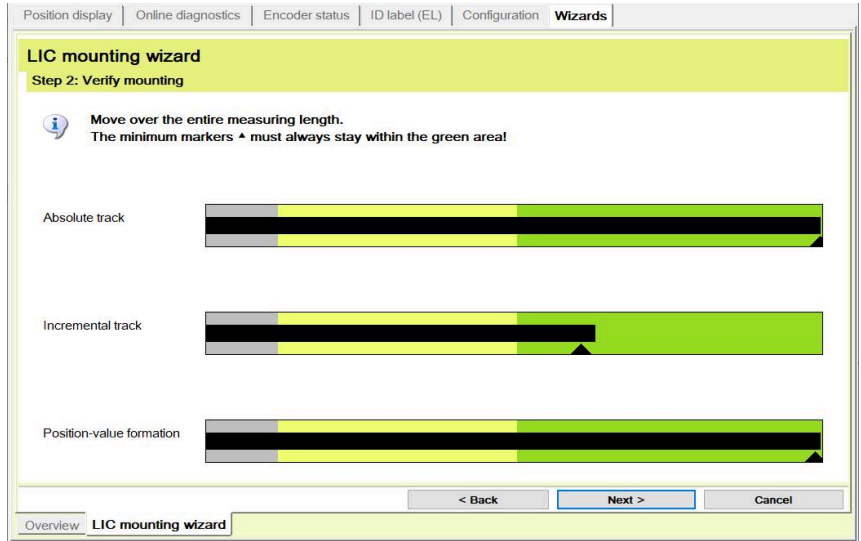 Position display Online diagnostics Encoder status ID label (EL) Configuration Wizards
LIC mounting wizard
Step 2: Verify mounting
Move over the entire measuring length.
The minimum markers ▲ must always stay within the green area!
Absolute track
Incremental track
Position-value formation
< Back Next > Cancel
Overview LIC mounting wizard